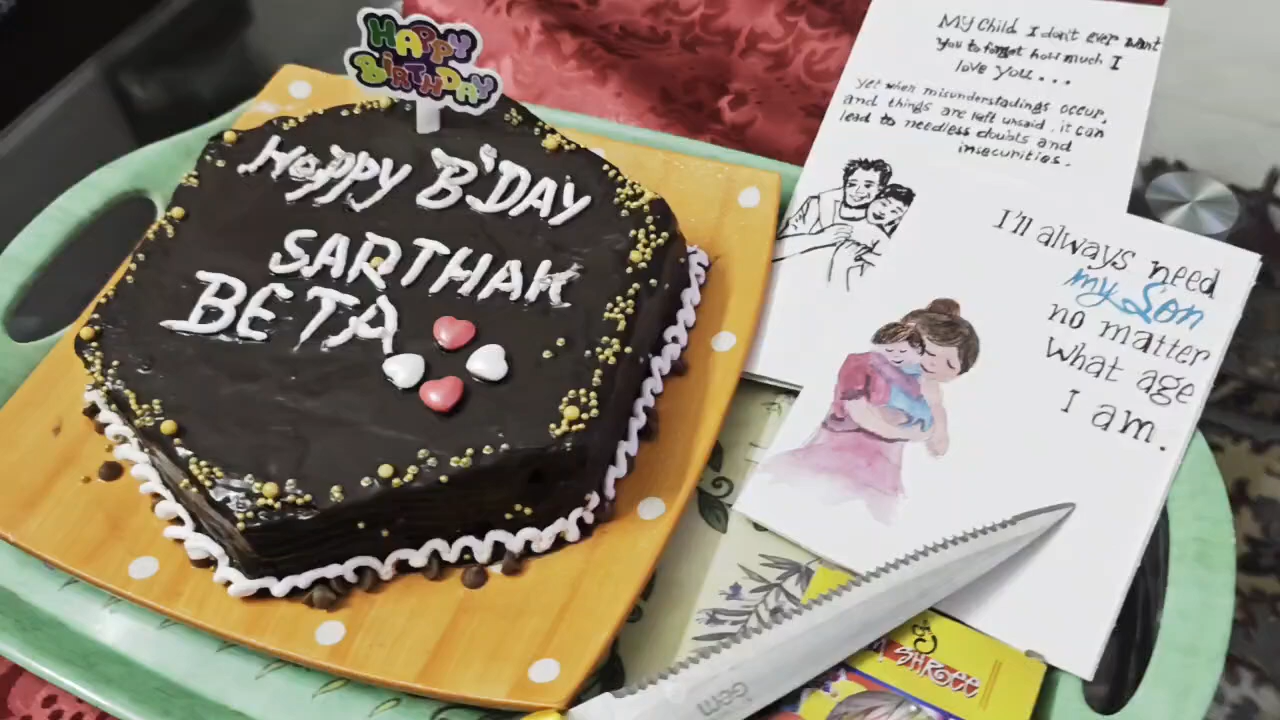 HAPPY
BIRTHDAY
Happy B'DAY
SARTHAK
BETA
My Child I don't ever want
you to forget how much I
love you...
yet when misunderstadings occur,
and things are left unsaid, it can
lead to needless doubts and
insecurities.
I'll always need
my Son
no matter
what age
I am.
Gem
SHREE